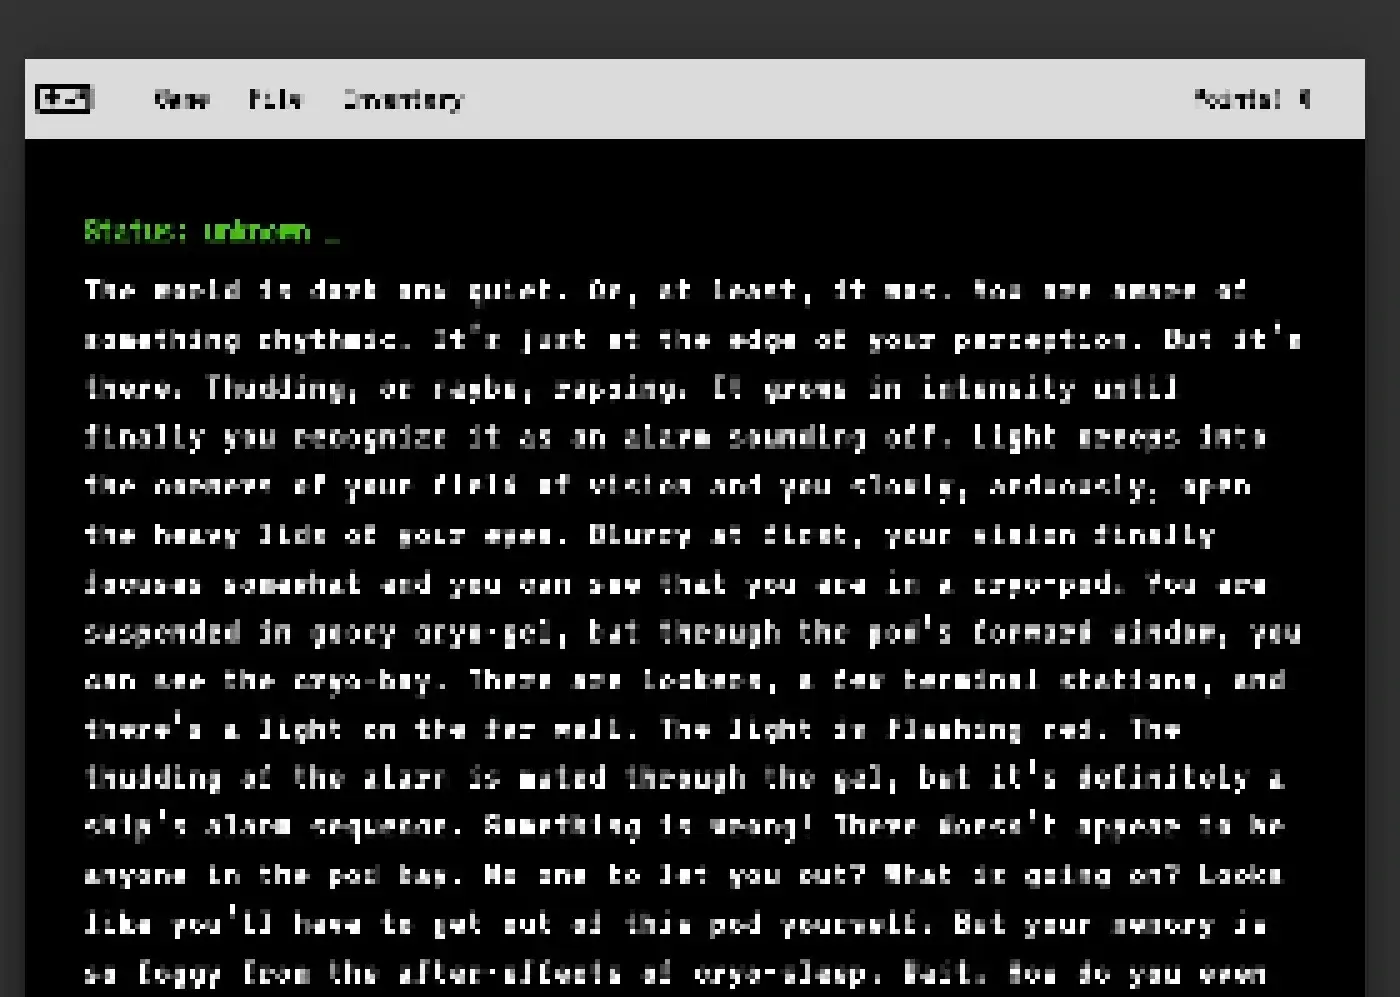 Game File Inventory Points: 0
Status: unknown _
The world is dark and quiet. Or, at least, it was. You are aware of
something rhythmic. It's just at the edge of your perception. But it's
there. Thudding, or maybe, rapping. It grows in intensity until
finally you recognize it as an alarm sounding off. Light creeps into
the corners of your field of vision and you slowly, arduously, open
the heavy lids of your eyes. Blurry at first, your vision finally
focuses somewhat and you can see that you are in a cryo-pod. You are
suspended in gooey cryo-gel, but through the pod's forward window, you
can see the cryo-bay. There are lockers, a few terminal stations, and
there's a light on the far wall. The light is flashing red. The
thudding of the alarm is muted through the gel, but it's definitely a
ship's alarm sequence. Something is wrong! There doesn't appear to be
anyone in the pod bay. No one to let you out? What is going on? Looks
like you'll have to get out of this pod yourself. But your memory is
so foggy from the after-effects of cryo-sleep. Wait. How do you even